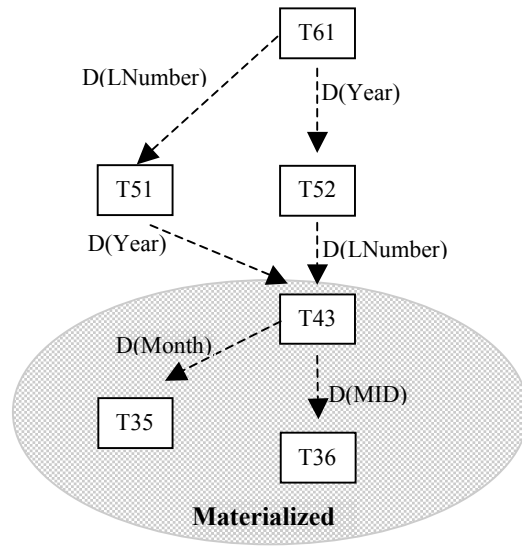 T61
D(LNumber)
D(Year)
T51
T52
D(Year)
D(LNumber)
T43
D(Month)
D(MID)
T35
T36
Materialized